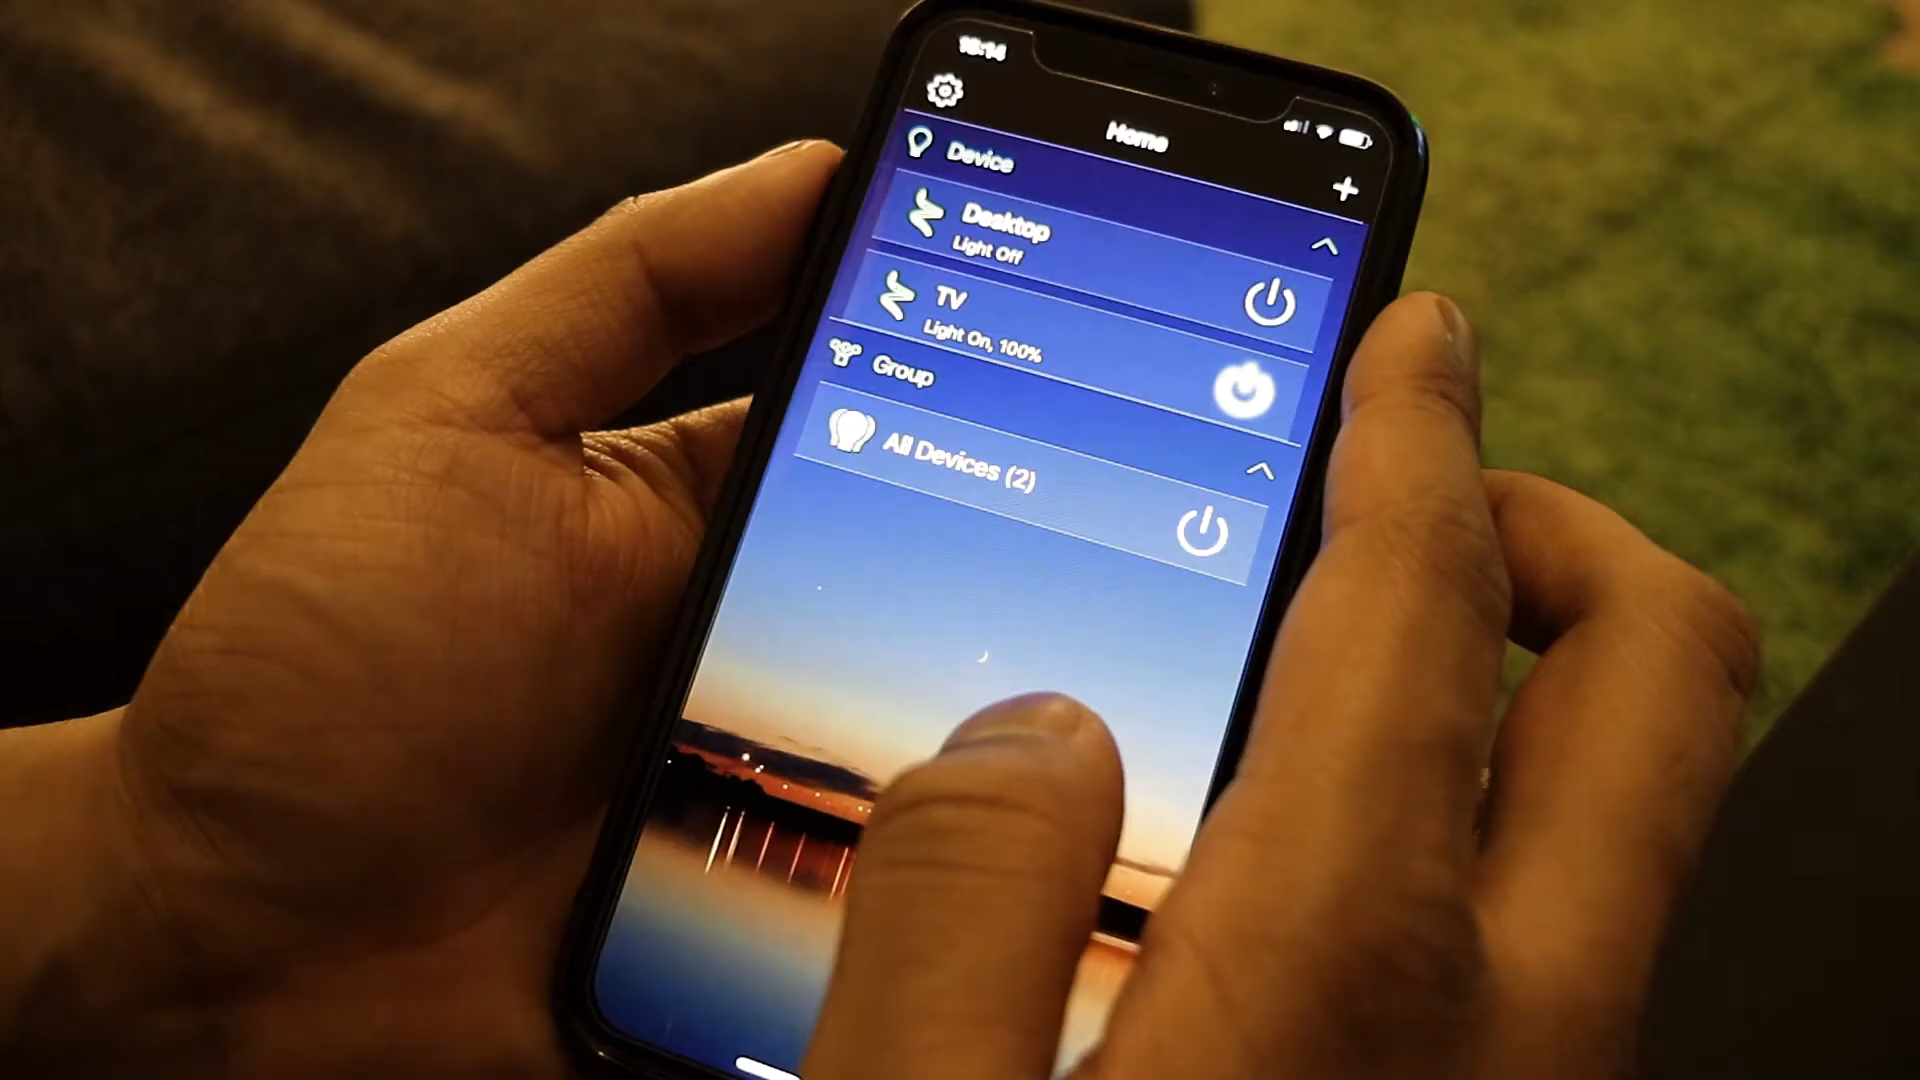 Home
Device
Desktop
Light Off
TV
Light On, 100%
Group
All Devices (2)